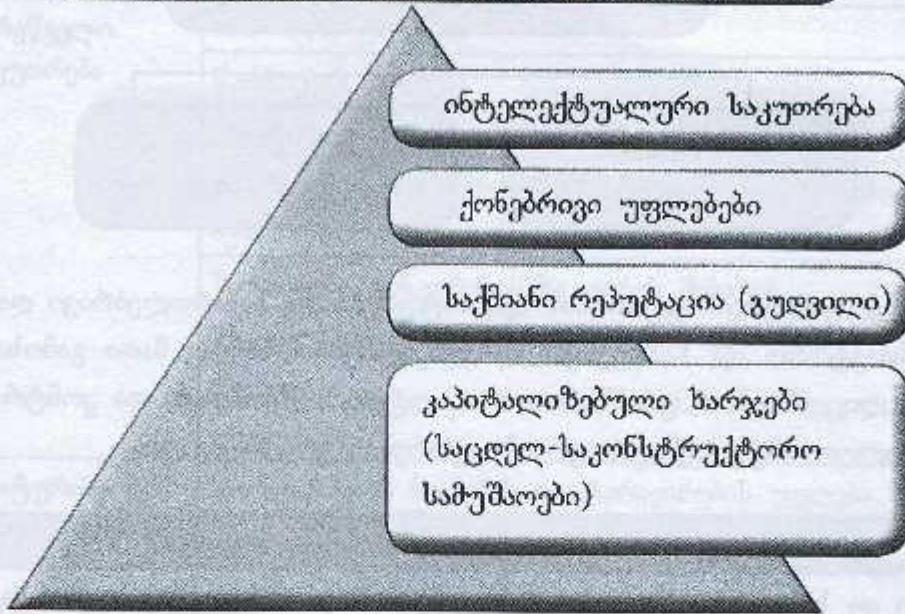 ინტელექტუალური საკუთრება
ქონებრივი უფლებები
საქმიანი რეპუტაცია (გუდვილი)
კაპიტალიზებული ხარჯები
(საცდელ-საკონსტრუქტორო
სამუშაოები)